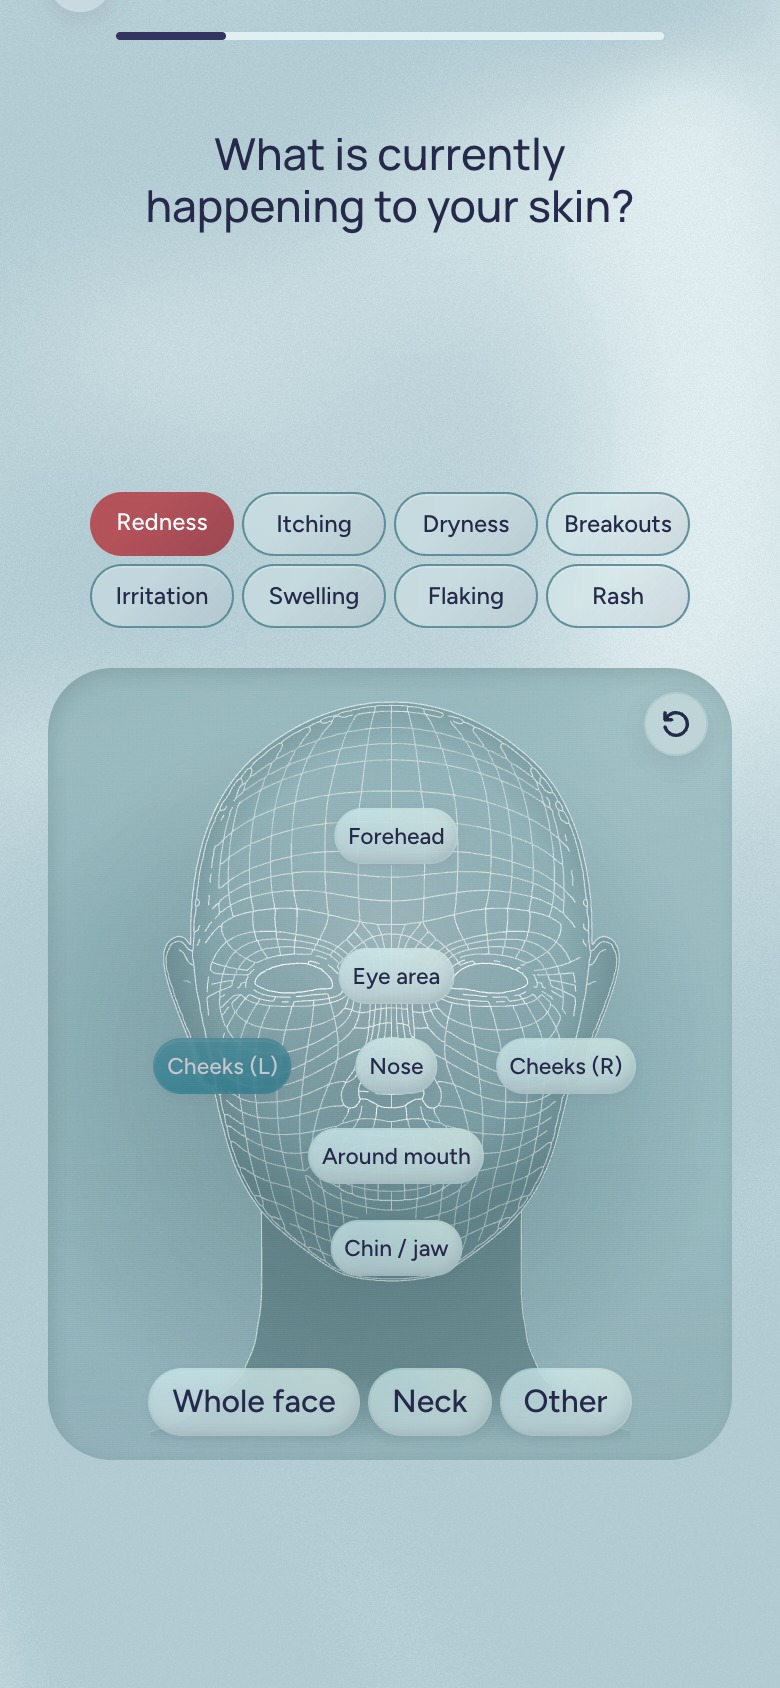 What is currently
happening to your skin?
Redness Itching Dryness Breakouts
Irritation Swelling Flaking Rash
Forehead
Eye area
Cheeks (L) Nose Cheeks (R)
Around mouth
Chin / jaw
Whole face Neck Other